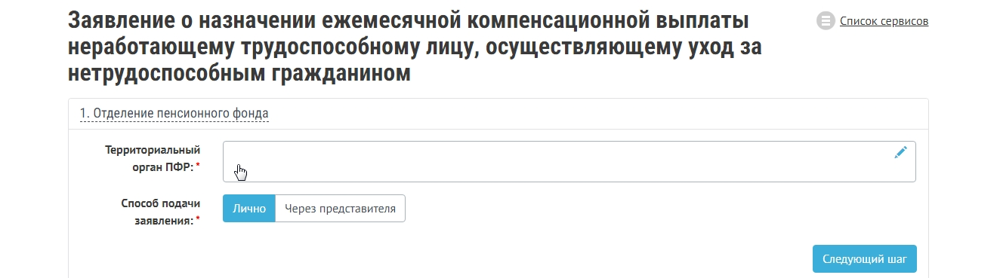 Заявление о назначении ежемесячной компенсационной выплаты
Список сервисов
неработающему трудоспособному лицу, осуществляющему уход за
нетрудоспособным гражданином
1. Отделение пенсионного фонда
Территориальный
орган ПФР: *
Способ подачи
заявления: *
Лично
Через представителя
Следующий шаг